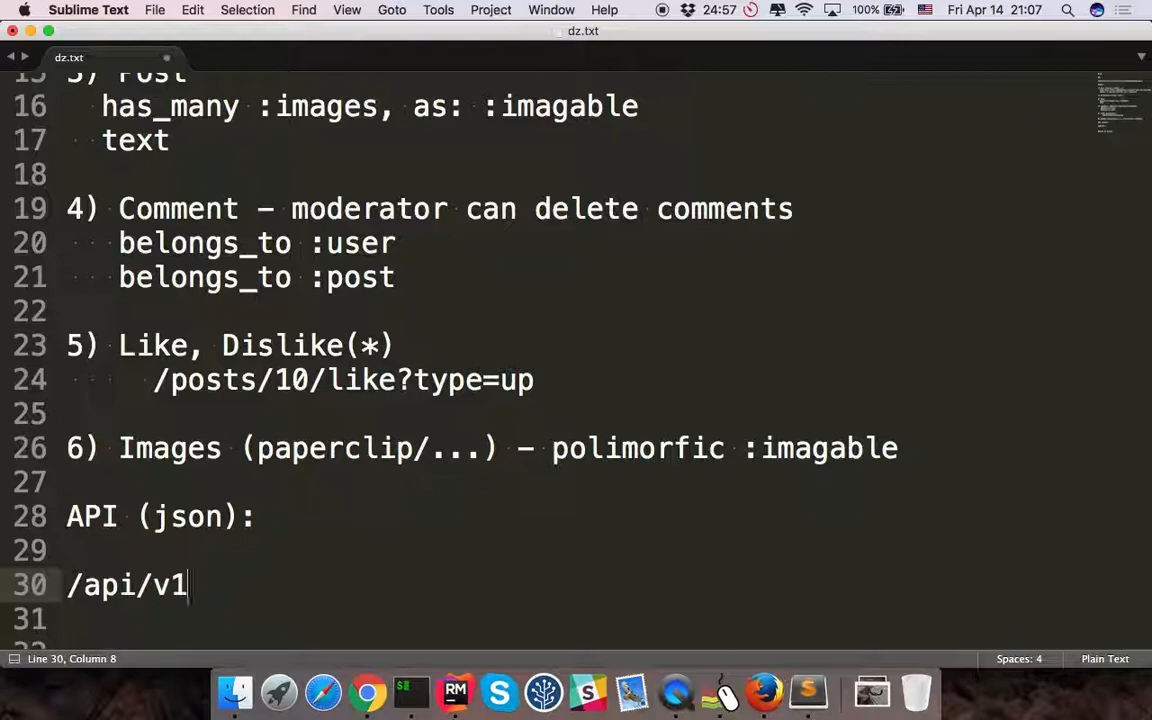 Sublime Text File Edit Selection Find View Goto Tools Project Window Help 24:57 100% Fri Apr 14 21:07
dz.txt
dz.txt
15 3) Post
16 has_many :images, as: :imagable
17 text
18
19 4) Comment - moderator can delete comments
20 belongs_to :user
21 belongs_to :post
22
23 5) Like, Dislike(*)
24 /posts/10/like?type=up
25
26 6) Images (paperclip/...) - polimorfic :imagable
27
28 API (json):
29
30 /api/v1
31
Line 30, Column 8 Spaces: 4 Plain Text